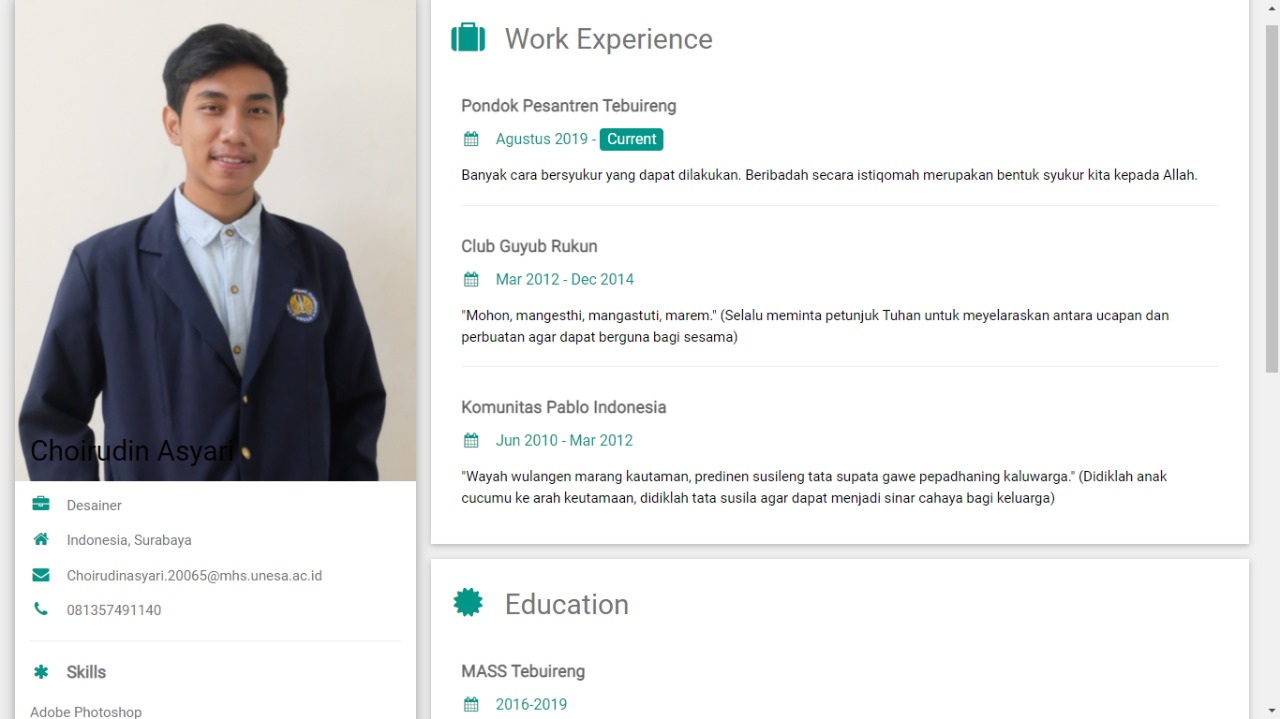 Choirudin Asyari
Desainer
Indonesia, Surabaya
Choirudinasyari.20065@mhs.unesa.ac.id
081357491140
Skills
Adobe Photoshop
Work Experience
Pondok Pesantren Tebuireng
Agustus 2019 - Current
Banyak cara bersyukur yang dapat dilakukan. Beribadah secara istiqomah merupakan bentuk syukur kita kepada Allah.
Club Guyub Rukun
Mar 2012 - Dec 2014
"Mohon, mangesthi, mangastuti, marem." (Selalu meminta petunjuk Tuhan untuk meyelaraskan antara ucapan dan
perbuatan agar dapat berguna bagi sesama)
Komunitas Pablo Indonesia
Jun 2010 - Mar 2012
"Wayah wulangen marang kautaman, predinen susileng tata supata gawe pepadhaning kaluwarga." (Didiklah anak
cucumu ke arah keutamaan, didiklah tata susila agar dapat menjadi sinar cahaya bagi keluarga)
Education
MASS Tebuireng
2016-2019